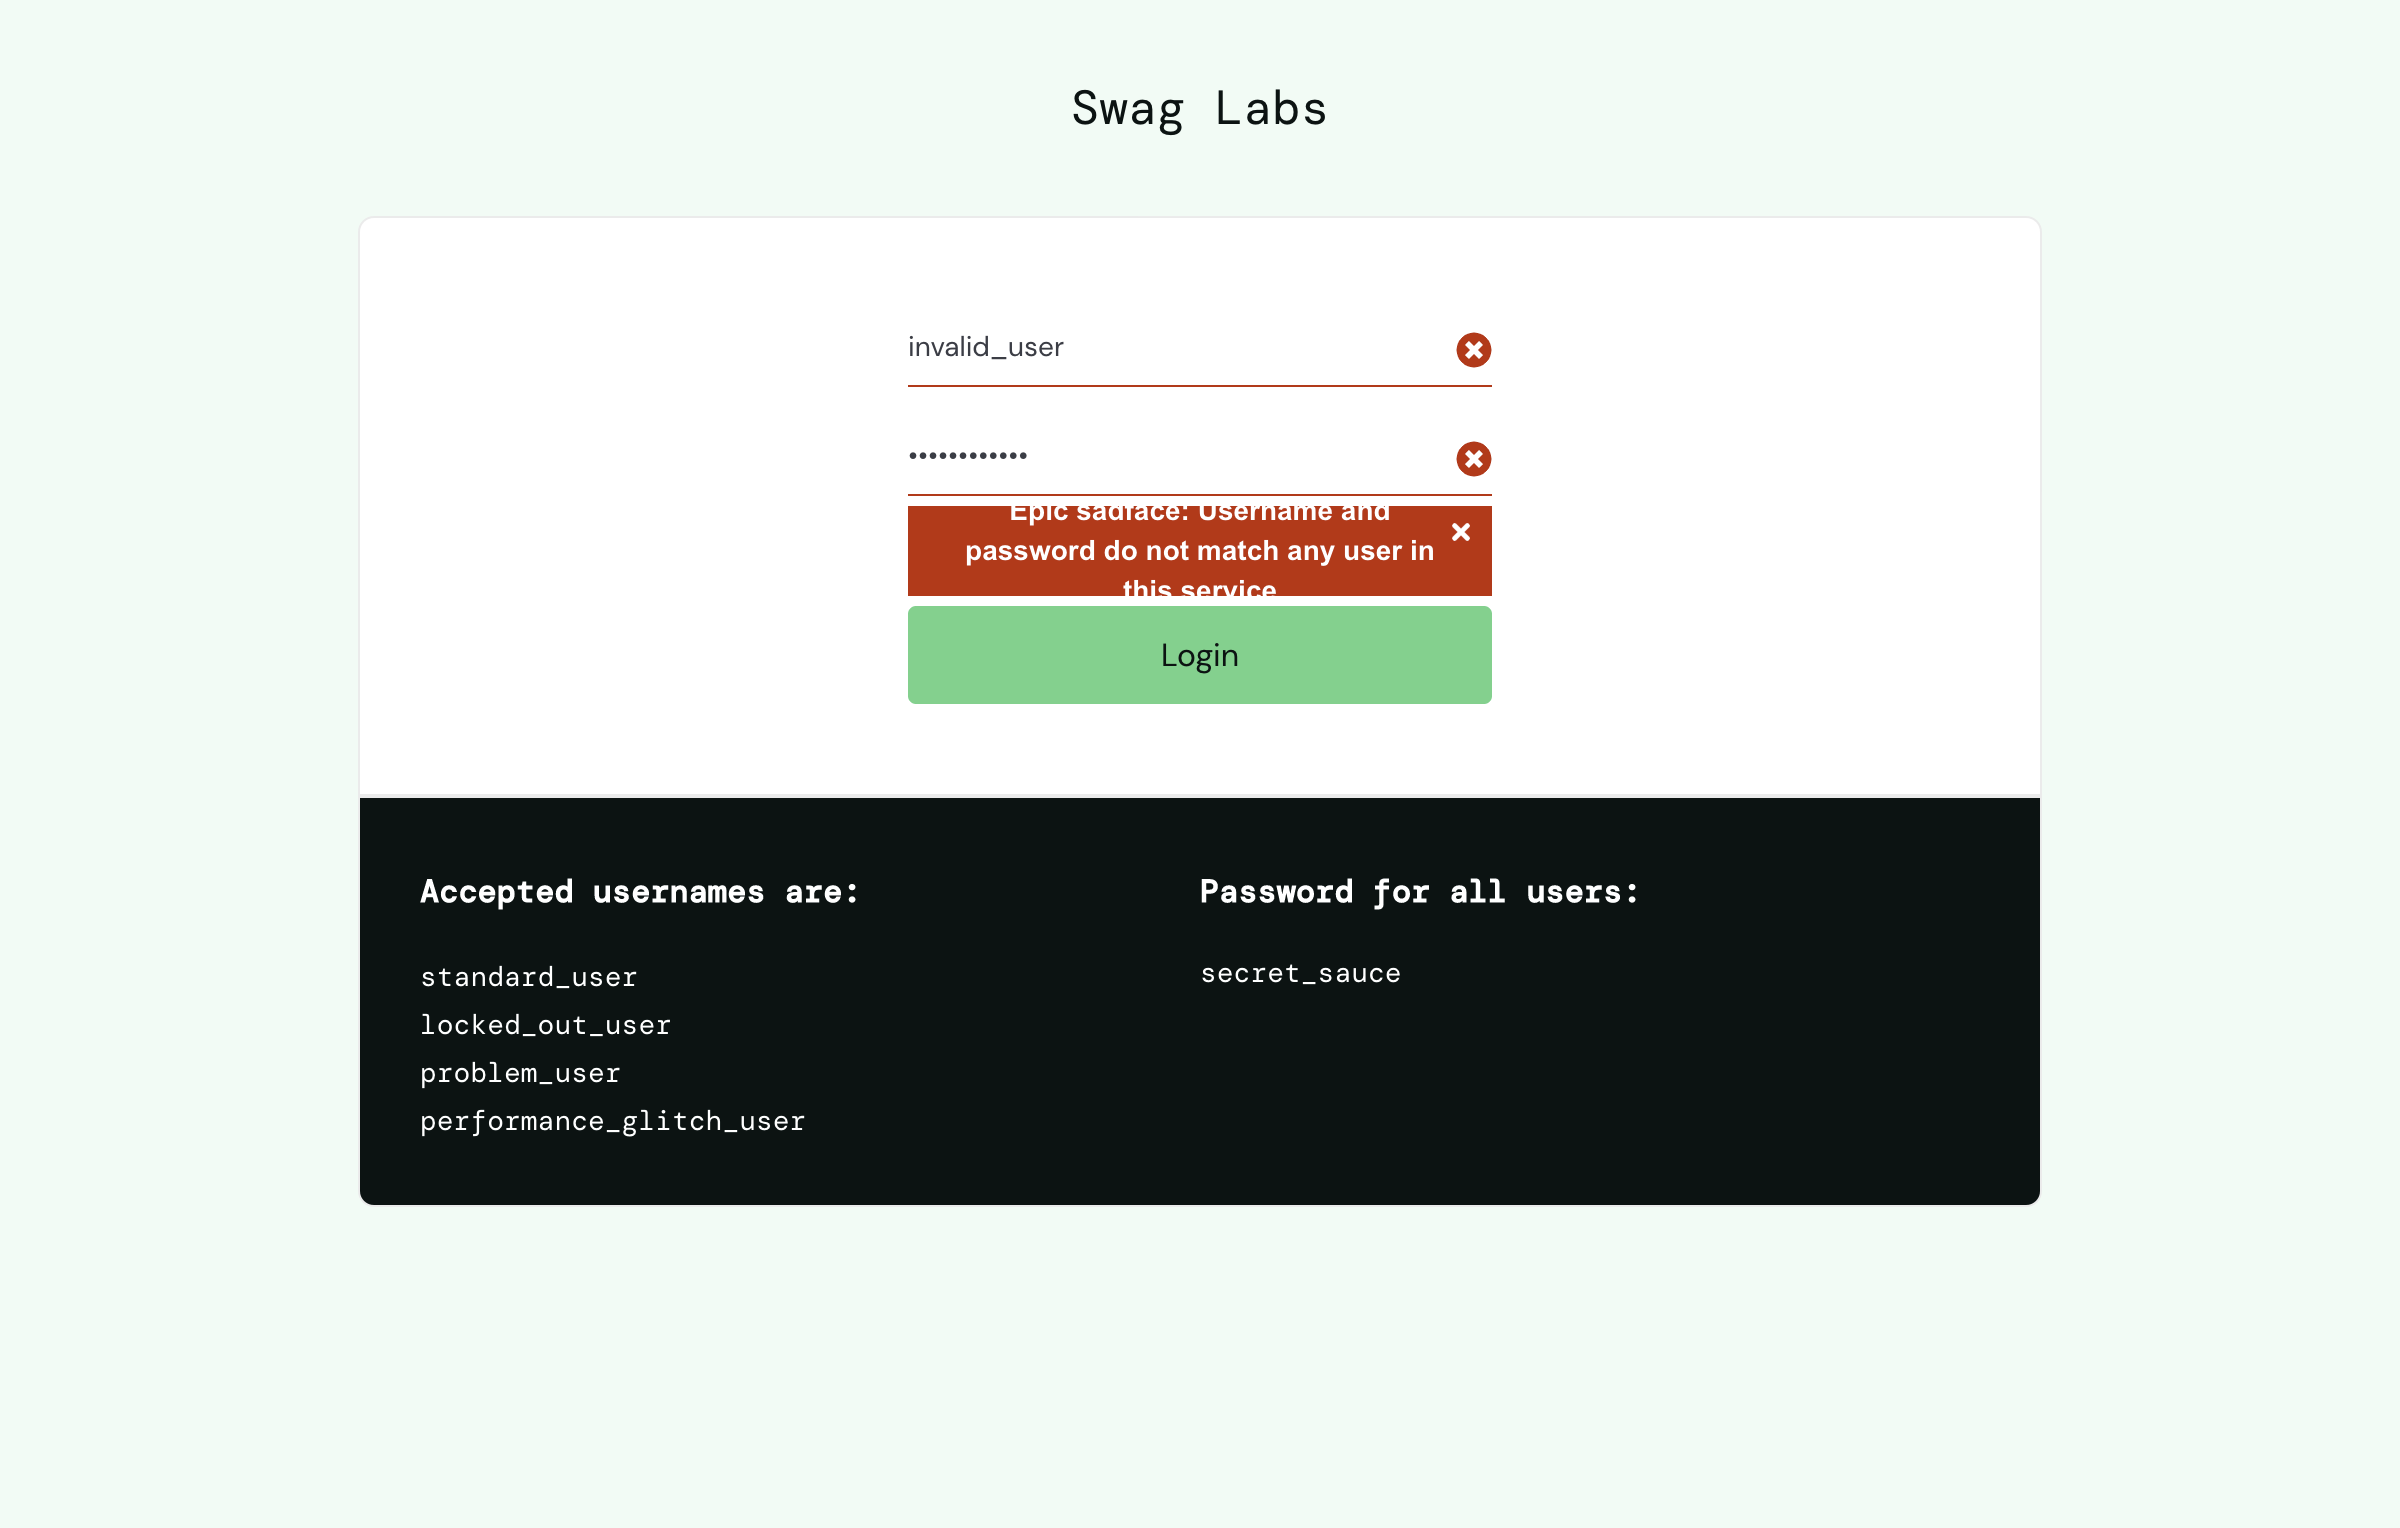 Swag Labs
invalid_user
••••••••••••
Epic sadface: Username and
password do not match any user in
this service
Login
Accepted usernames are:
standard_user
locked_out_user
problem_user
performance_glitch_user
Password for all users:
secret_sauce